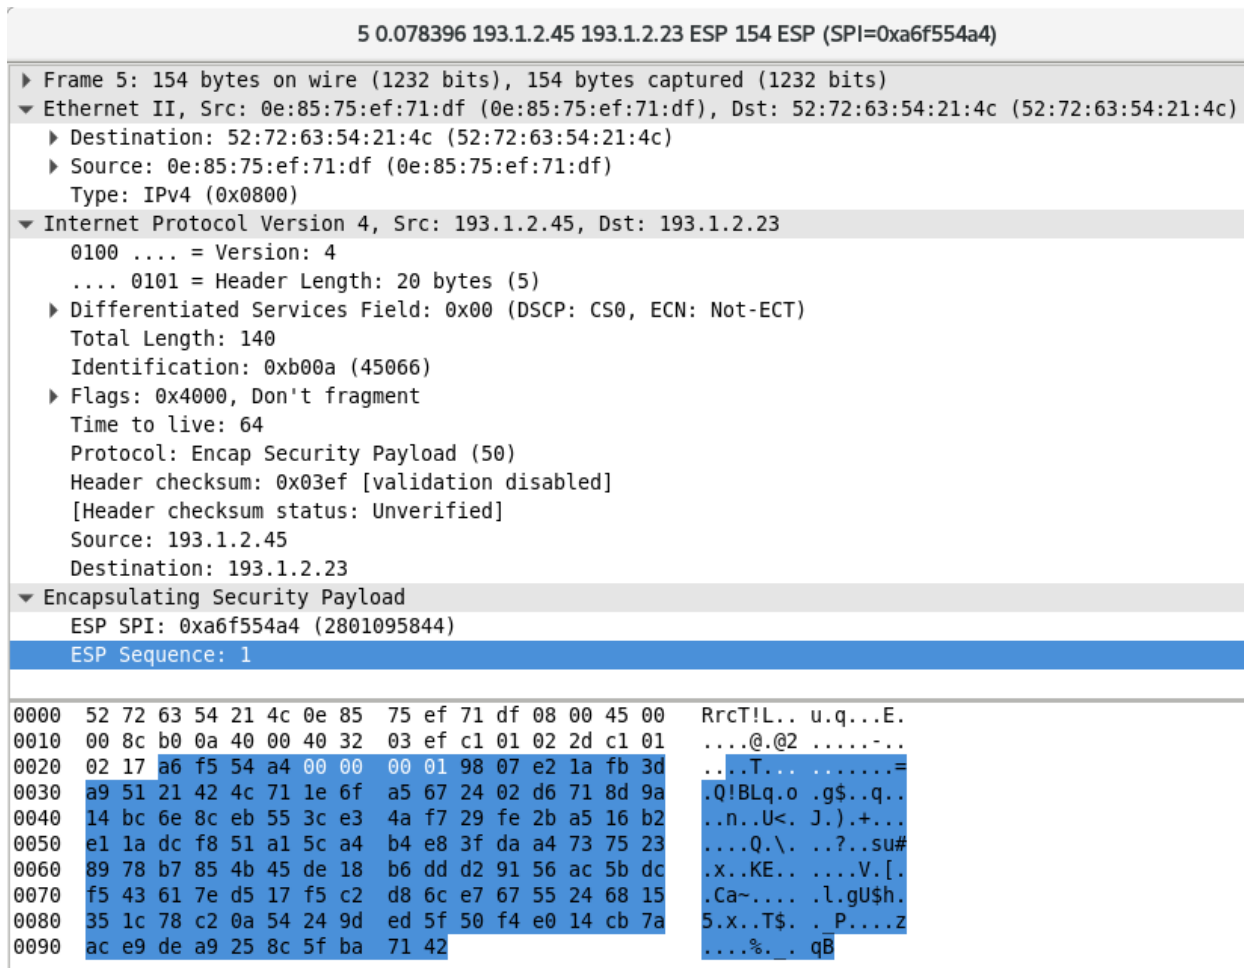 5 0.078396 193.1.2.45 193.1.2.23 ESP 154 ESP (SPI=0xa6f554a4)
Frame 5: 154 bytes on wire (1232 bits), 154 bytes captured (1232 bits)
Ethernet II, Src: 0e:85:75:ef:71:df (0e:85:75:ef:71:df), Dst: 52:72:63:54:21:4c (52:72:63:54:21:4c)
Destination: 52:72:63:54:21:4c (52:72:63:54:21:4c)
Source: 0e:85:75:ef:71:df (0e:85:75:ef:71:df)
Type: IPv4 (0x0800)
Internet Protocol Version 4, Src: 193.1.2.45, Dst: 193.1.2.23
0100 .... = Version: 4
.... 0101 = Header Length: 20 bytes (5)
Differentiated Services Field: 0x00 (DSCP: CS0, ECN: Not-ECT)
Total Length: 140
Identification: 0xb00a (45066)
Flags: 0x4000, Don't fragment
Time to live: 64
Protocol: Encap Security Payload (50)
Header checksum: 0x03ef [validation disabled]
[Header checksum status: Unverified]
Source: 193.1.2.45
Destination: 193.1.2.23
Encapsulating Security Payload
ESP SPI: 0xa6f554a4 (2801095844)
ESP Sequence: 1
0000 52 72 63 54 21 4c 0e 85 75 ef 71 df 08 00 45 00 RrcT!L.. u.q...E.
0010 00 8c b0 0a 40 00 40 32 03 ef c1 01 02 2d c1 01 ....@.@2 .....-..
0020 02 17 a6 f5 54 a4 00 00 00 01 98 07 e2 1a fb 3d ....T... .......=
0030 a9 51 21 42 4c 71 1e 6f a5 67 24 02 d6 71 8d 9a .Q!BLq.o .g$..q..
0040 14 bc 6e 8c eb 55 3c e3 4a f7 29 fe 2b a5 16 b2 ..n..U<. J.).+...
0050 e1 1a dc f8 51 a1 5c a4 b4 e8 3f da a4 73 75 23 ....Q.\. ..?..su#
0060 89 78 b7 85 4b 45 de 18 b6 dd d2 91 56 ac 5b dc .x..KE.. ....V.[.
0070 f5 43 61 7e d5 17 f5 c2 d8 6c e7 67 55 24 68 15 .Ca~.... .l.gU$h.
0080 35 1c 78 c2 0a 54 24 9d ed 5f 50 f4 e0 14 cb 7a 5.x..T$. ._P....z
0090 ac e9 de a9 25 8c 5f ba 71 42 ....%._. qB